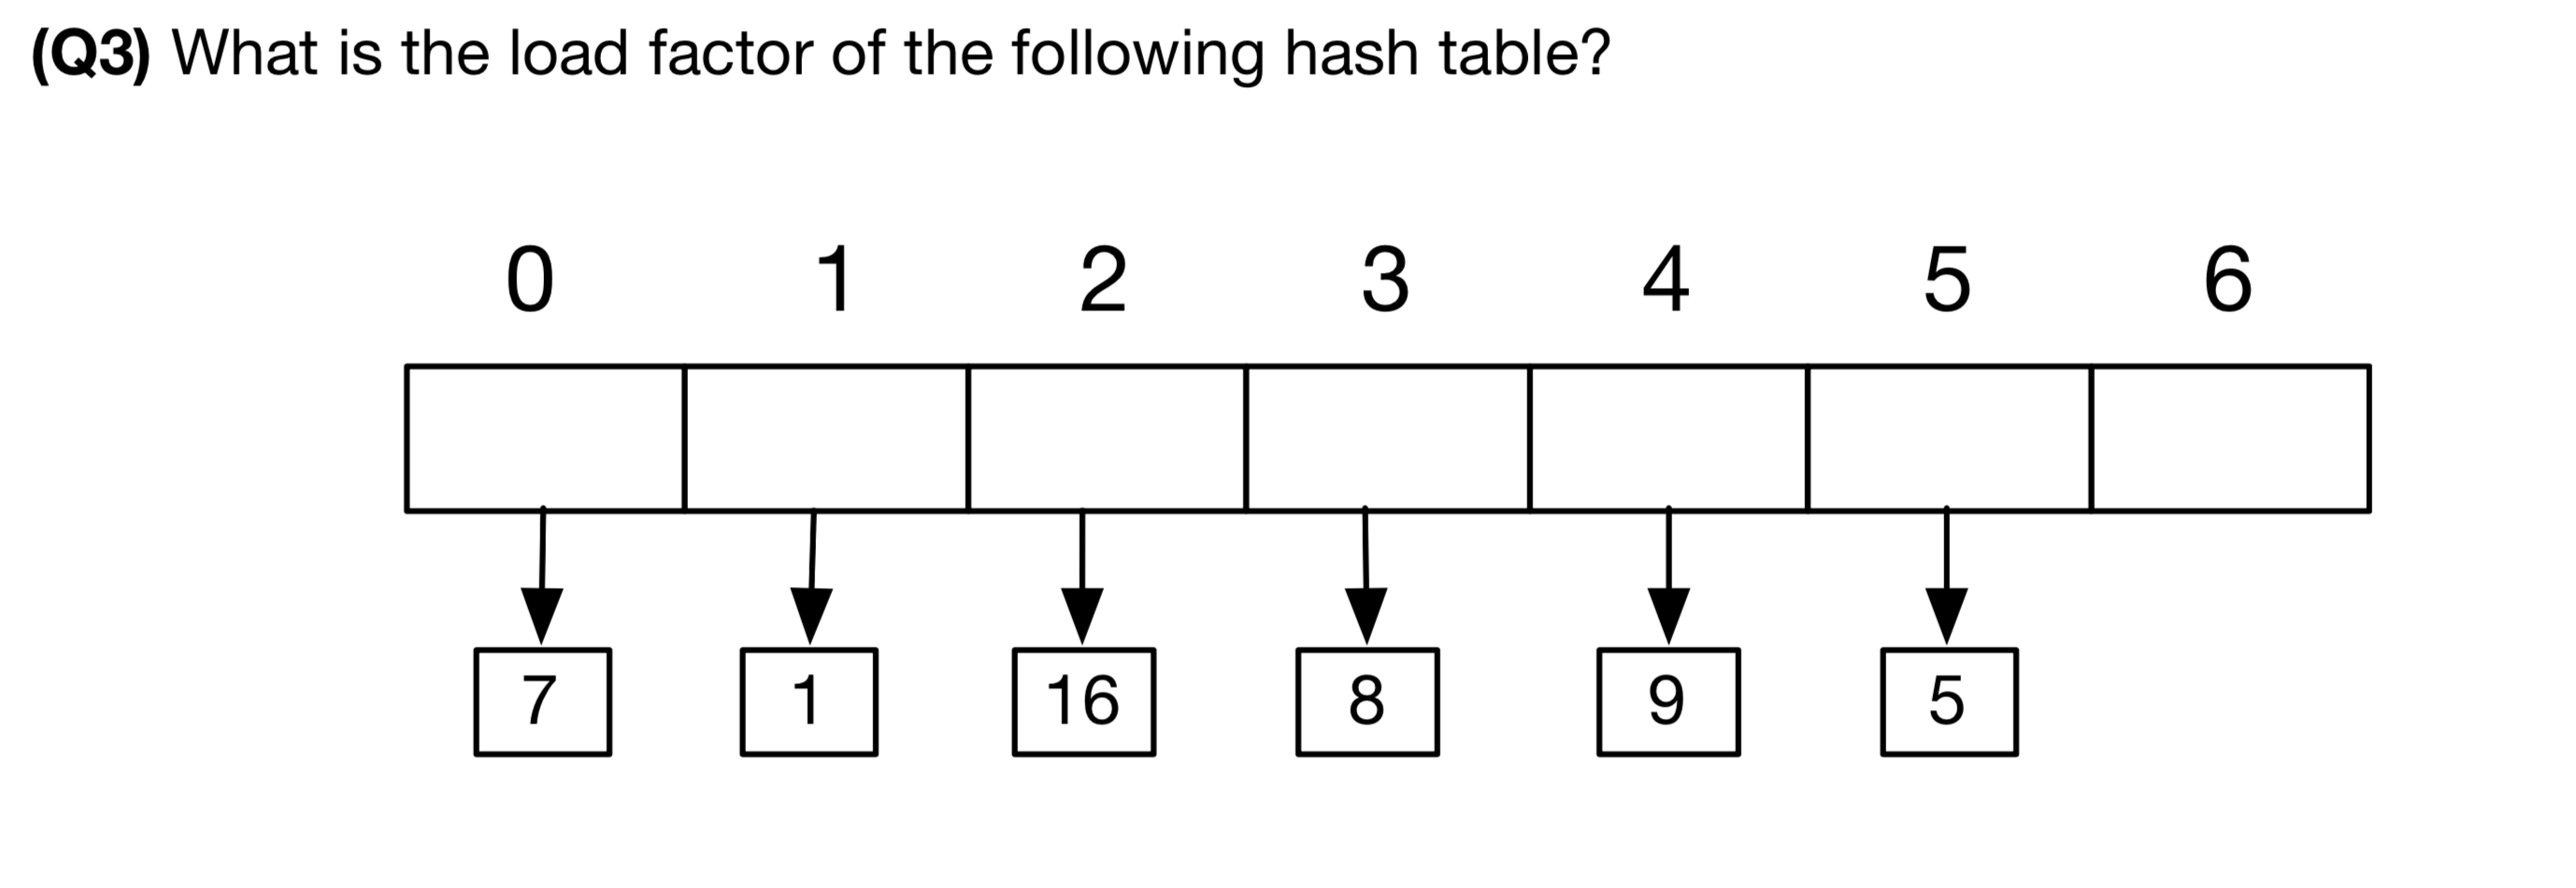 (Q3) What is the load factor of the following hash table?
0 1 2 3 4 5 6
7 1 16 8 9 5